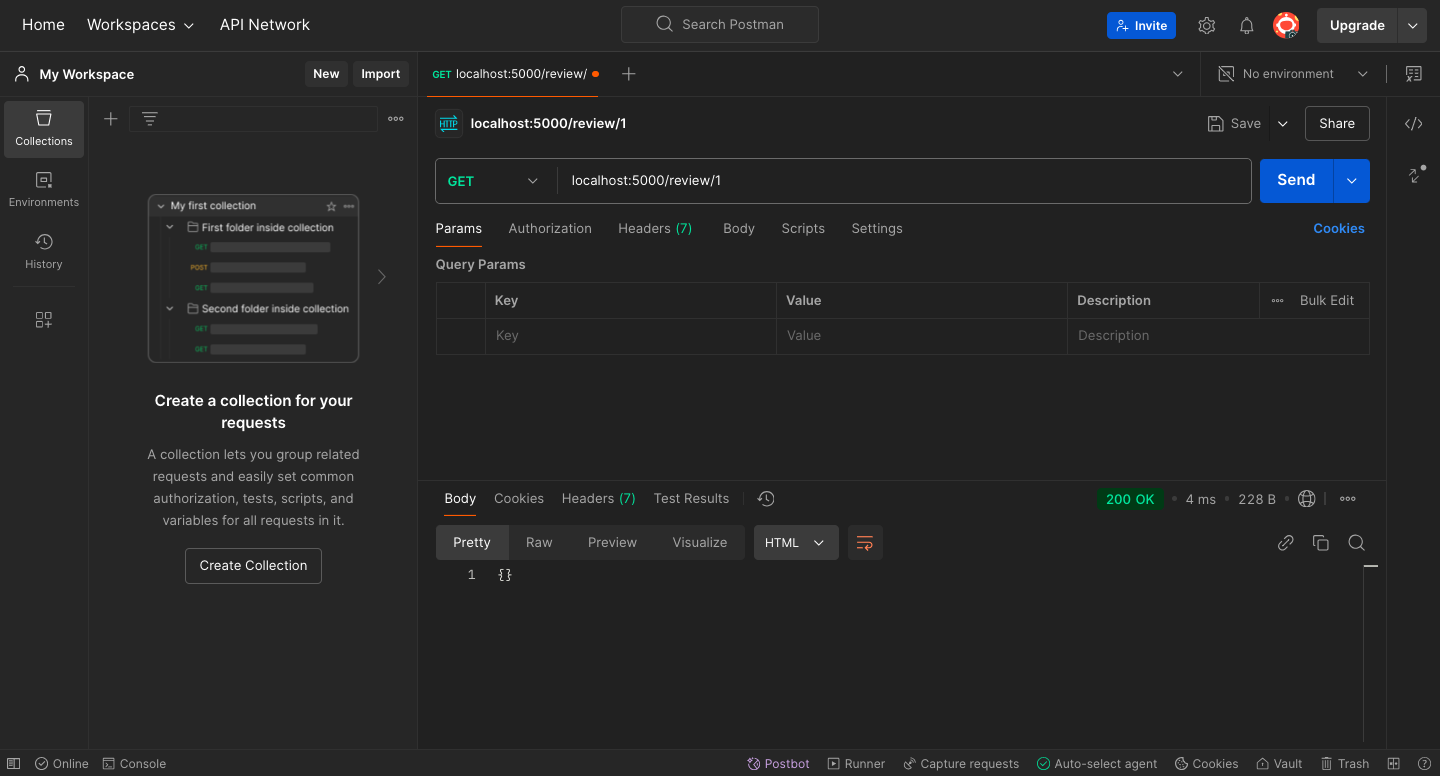 Home Workspaces API Network Search Postman Invite Upgrade
My Workspace New Import GET localhost:5000/review/ No environment
Collections
Environments
History
My first collection
First folder inside collection
GET
POST
GET
Second folder inside collection
GET
GET
Create a collection for your
requests
A collection lets you group related
requests and easily set common
authorization, tests, scripts, and
variables for all requests in it.
Create Collection
HTTP localhost:5000/review/1 Save Share
GET localhost:5000/review/1 Send
Params Authorization Headers (7) Body Scripts Settings Cookies
Query Params
Key Value Description Bulk Edit
Key Value Description
Body Cookies Headers (7) Test Results 200 OK 4 ms 228 B
Pretty Raw Preview Visualize HTML
1 {}
Online Console Postbot Runner Capture requests Auto-select agent Cookies Vault Trash